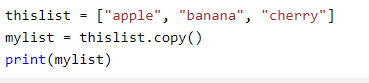 thislist = ["apple", "banana", "cherry"]
mylist = thislist.copy()
print(mylist)